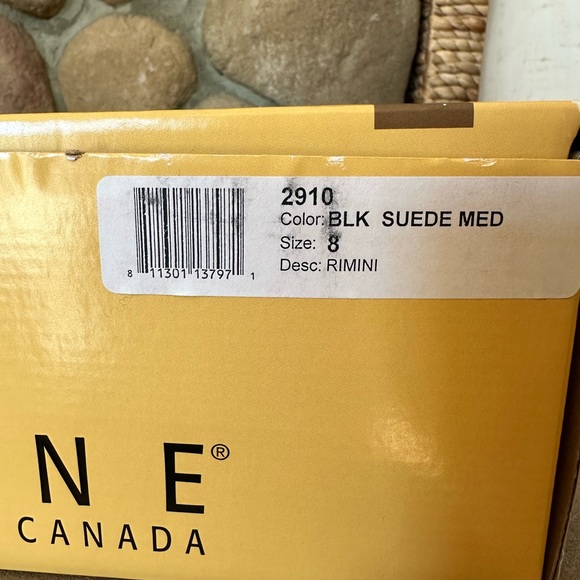 2910
Color: BLK SUEDE MED
Size: 8
Desc: RIMINI
8 11301 13797 1
N E®
CANADA